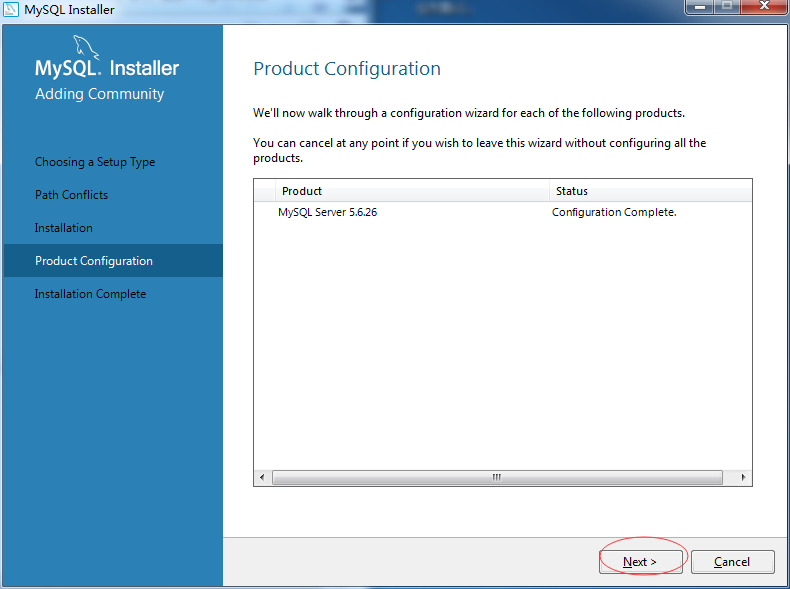 MySQL Installer
MySQL. Installer
Adding Community
Choosing a Setup Type
Path Conflicts
Installation
Product Configuration
Installation Complete
Product Configuration
We'll now walk through a configuration wizard for each of the following products.
You can cancel at any point if you wish to leave this wizard without configuring all the
products.
Product Status
MySQL Server 5.6.26 Configuration Complete.
Next > Cancel